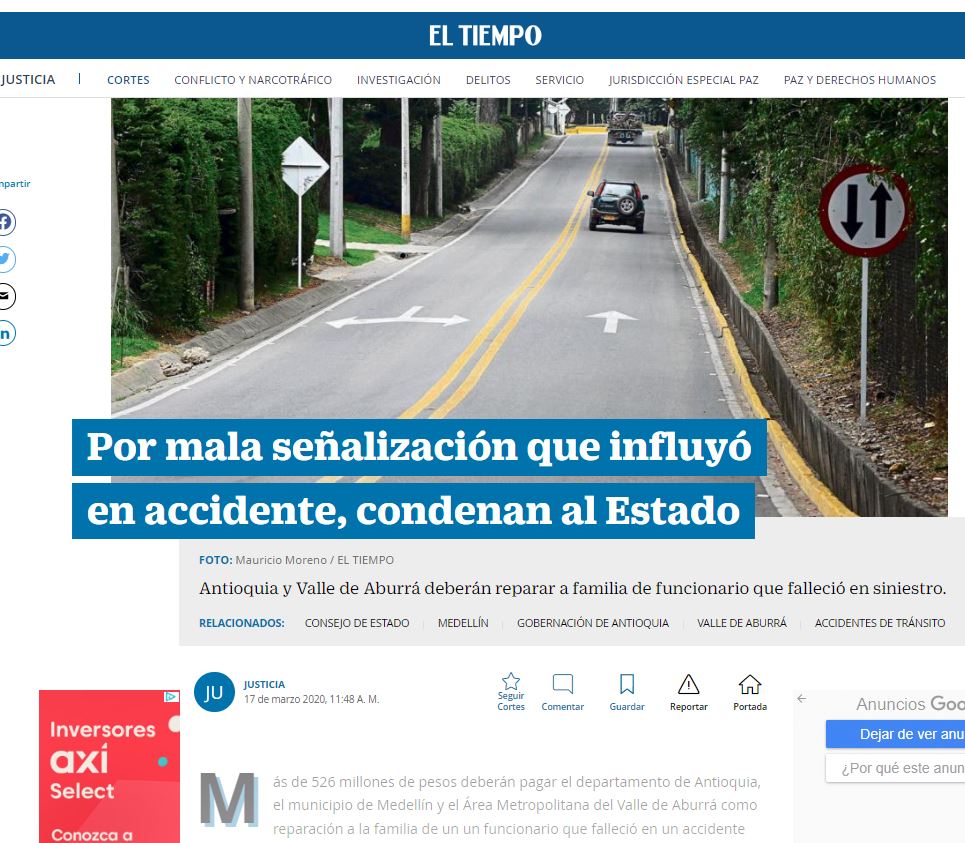 EL TIEMPO
JUSTICIA | CORTES CONFLICTO Y NARCOTRÁFICO INVESTIGACIÓN DELITOS SERVICIO JURISDICCIÓN ESPECIAL PAZ PAZ Y DERECHOS HUMANOS
mpartir
Por mala señalización que influyó
en accidente, condenan al Estado
FOTO: Mauricio Moreno / EL TIEMPO
Antioquia y Valle de Aburrá deberán reparar a familia de funcionario que falleció en siniestro.
RELACIONADOS: CONSEJO DE ESTADO MEDELLÍN GOBERNACIÓN DE ANTIOQUIA VALLE DE ABURRÁ ACCIDENTES DE TRÁNSITO
JU
JUSTICIA
17 de marzo 2020, 11:48 A. M.
Seguir
Cortes
Comentar
Guardar
Reportar
Portada
Inversores
axi
Select
Conozca a
Anuncios Goo
Dejar de ver anu
¿Por qué este anun
Más de 526 millones de pesos deberán pagar el departamento de Antioquia,
el municipio de Medellín y el Área Metropolitana del Valle de Aburrá como
reparación a la familia de un un funcionario que falleció en un accidente